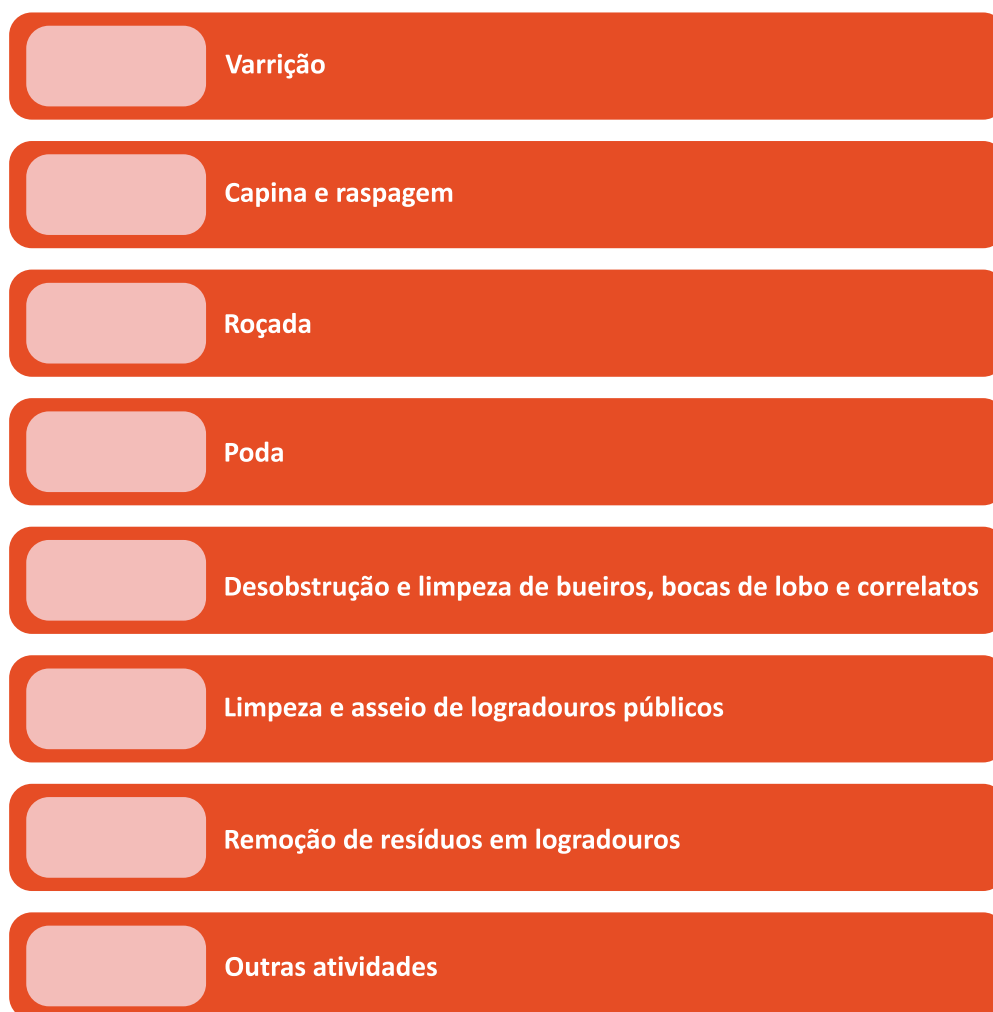 Varrição
Capina e raspagem
Roçada
Poda
Desobstrução e limpeza de bueiros, bocas de lobo e correlatos
Limpeza e asseio de logradouros públicos
Remoção de resíduos em logradouros
Outras atividades